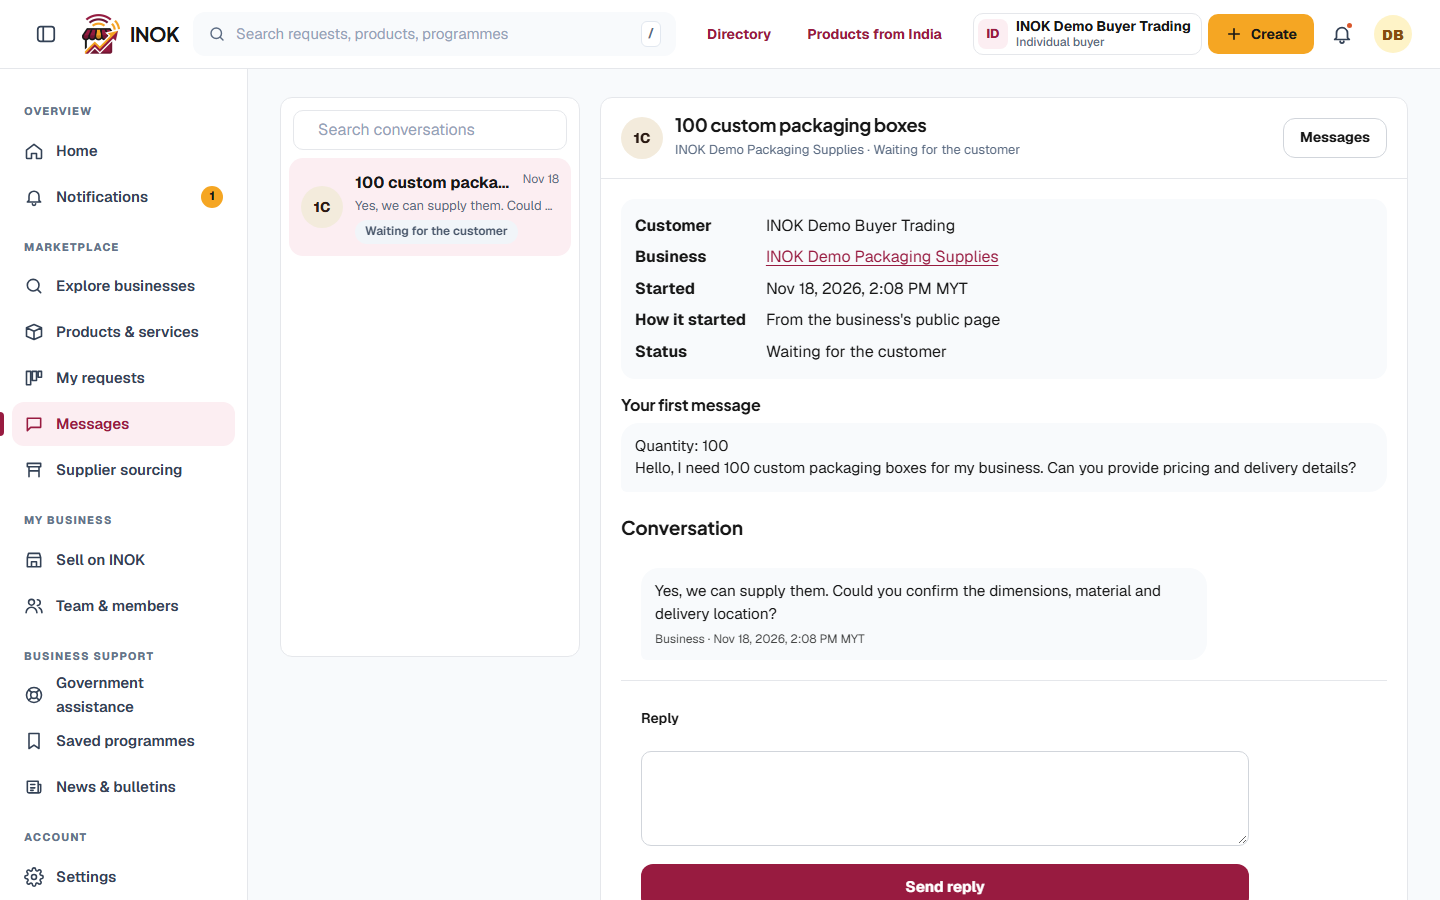 INOK
Search requests, products, programmes
/
Directory
Products from India
ID
INOK Demo Buyer Trading
Individual buyer
Create
DB
OVERVIEW
Home
Notifications
1
MARKETPLACE
Explore businesses
Products & services
My requests
Messages
Supplier sourcing
MY BUSINESS
Sell on INOK
Team & members
BUSINESS SUPPORT
Government
assistance
Saved programmes
News & bulletins
ACCOUNT
Settings
Search conversations
1C
100 custom packa...
Nov 18
Yes, we can supply them. Could ...
Waiting for the customer
1C
100 custom packaging boxes
INOK Demo Packaging Supplies · Waiting for the customer
Messages
Customer INOK Demo Buyer Trading
Business INOK Demo Packaging Supplies
Started Nov 18, 2026, 2:08 PM MYT
How it started From the business's public page
Status Waiting for the customer
Your first message
Quantity: 100
Hello, I need 100 custom packaging boxes for my business. Can you provide pricing and delivery details?
Conversation
Yes, we can supply them. Could you confirm the dimensions, material and
delivery location?
Business · Nov 18, 2026, 2:08 PM MYT
Reply
Send reply